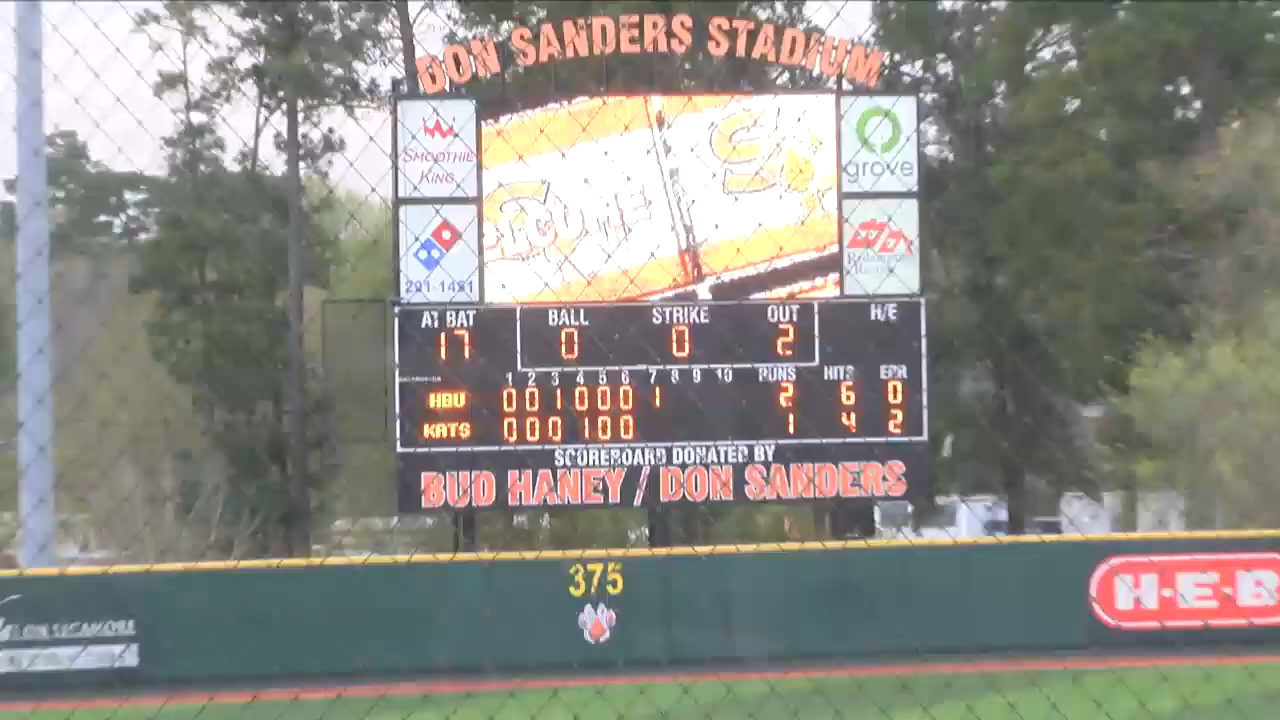 DON SANDERS STADIUM
SMOOTHIE KING
grove
291-1491
AT BAT BALL STRIKE OUT H/E
17 0 0 2
1 2 3 4 5 6 7 8 9 10 RUNS HITS ERR
HBU 0 0 1 0 0 0 1 2 6 0
KATS 0 0 0 1 0 0 1 4 2
SCOREBOARD DONATED BY
BUD HANEY / DON SANDERS
375
H-E-B